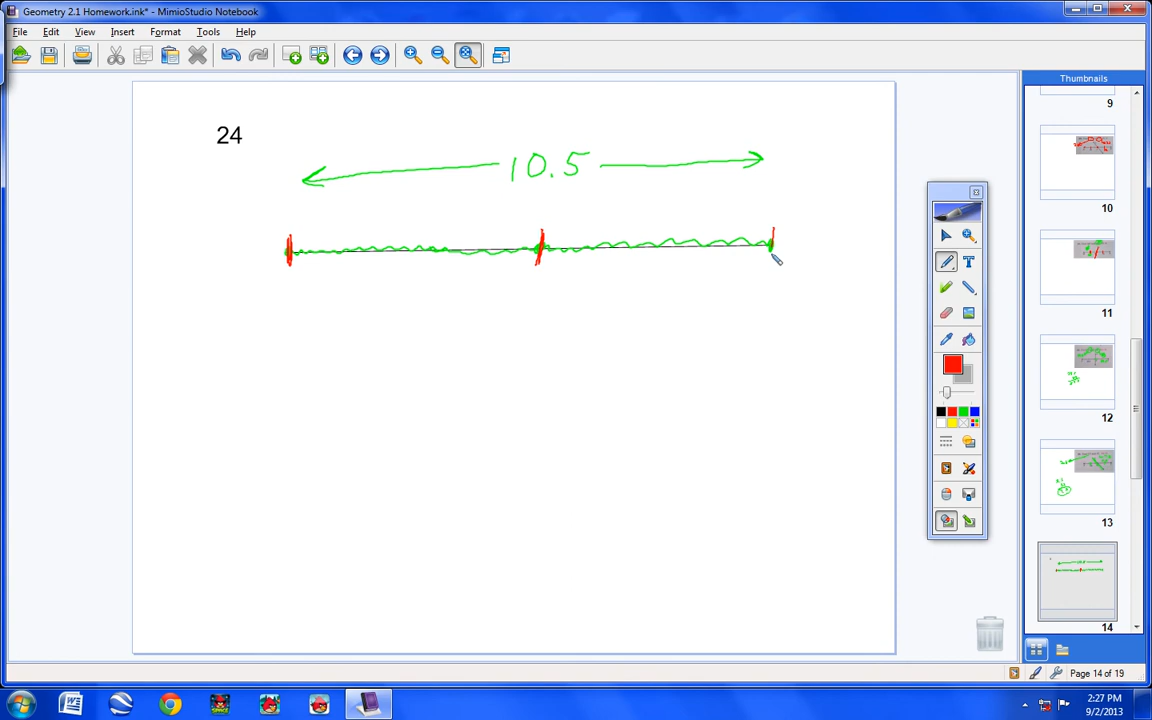 Geometry 2.1 Homework.ink* - MimioStudio Notebook
File Edit View Insert Format Tools Help
Thumbnails
24
10.5
9
10
11
12
13
14
Page 14 of 19
2:27 PM
9/2/2013